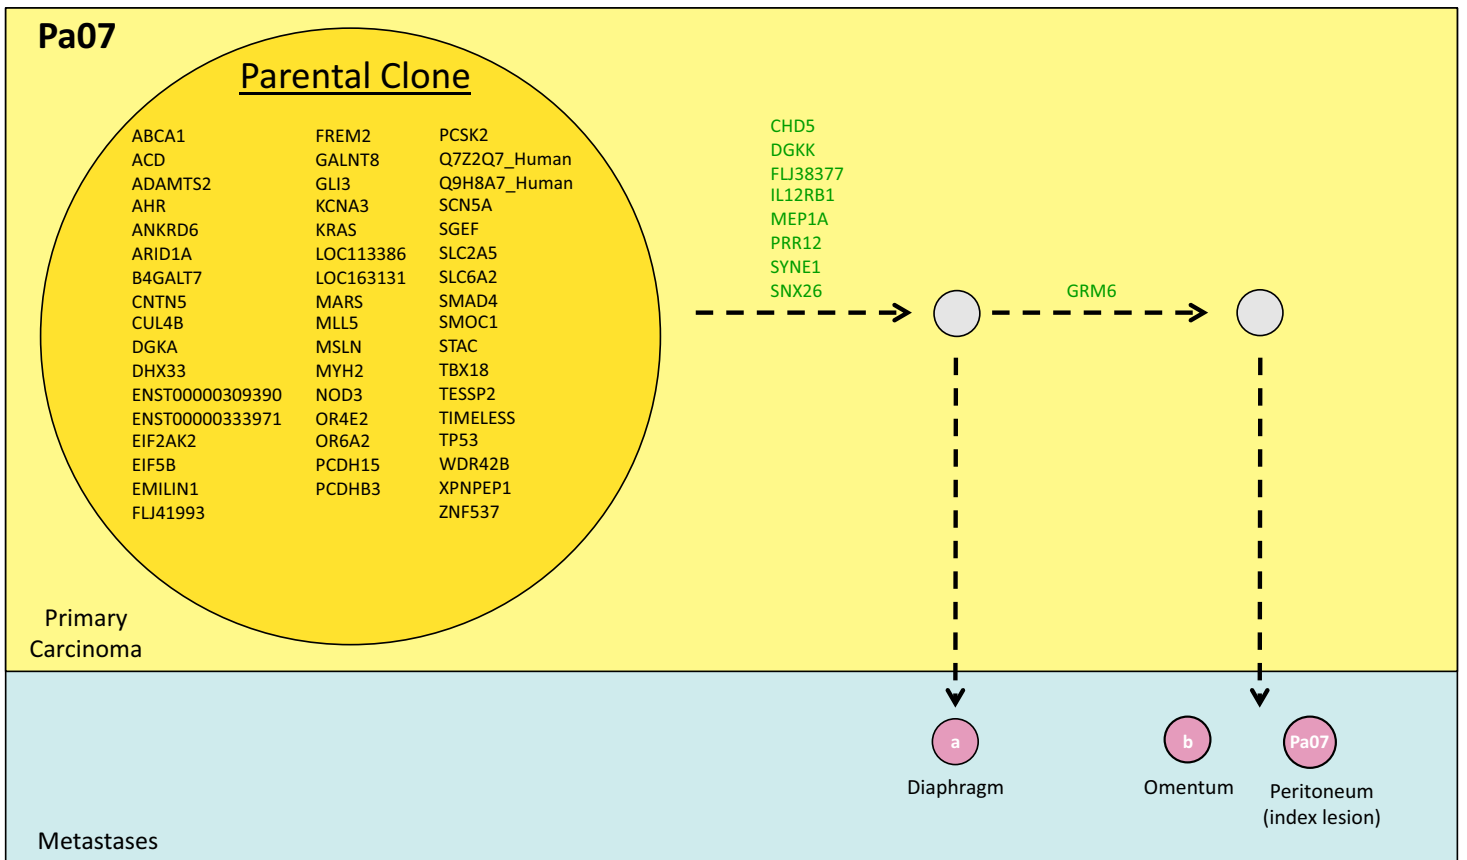 Pa07
Parental Clone
ABCA1
ACD
ADAMTS2
AHR
ANKRD6
ARID1A
B4GALT7
CNTN5
CUL4B
DGKA
DHX33
ENST00000309390
ENST00000333971
EIF2AK2
EIF5B
EMILIN1
FLJ41993
FREM2
GALNT8
GLI3
KCNA3
KRAS
LOC113386
LOC163131
MARS
MLL5
MSLN
MYH2
NOD3
OR4E2
OR6A2
PCDH15
PCDHB3
PCSK2
Q7Z2Q7_Human
Q9H8A7_Human
SCN5A
SGEF
SLC2A5
SLC6A2
SMAD4
SMOC1
STAC
TBX18
TESSP2
TIMELESS
TP53
WDR42B
XPNPEP1
ZNF537
CHD5
DGKK
FLJ38377
IL12RB1
MEP1A
PRR12
SYNE1
SNX26
GRM6
Primary
Carcinoma
a
b
Pa07
Diaphragm
Omentum
Peritoneum
(index lesion)
Metastases